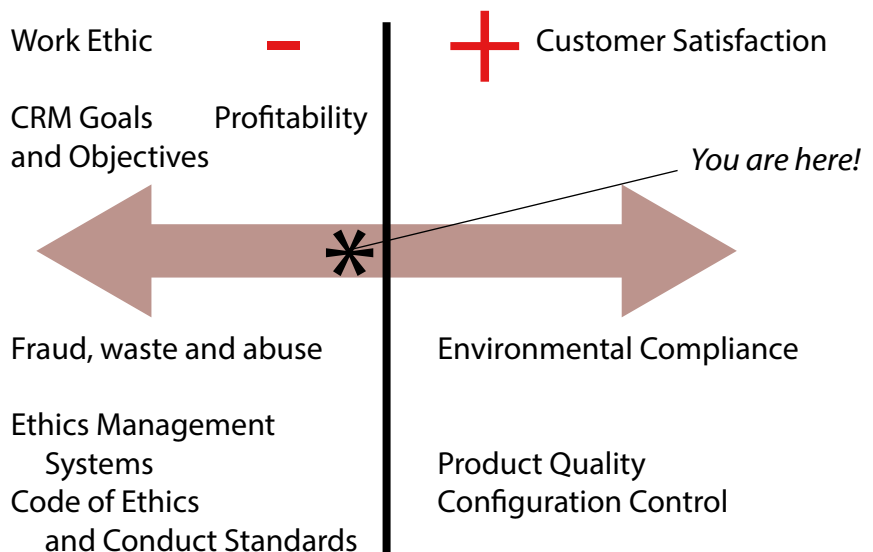 Work Ethic - + Customer Satisfaction
CRM Goals Profitability
and Objectives
You are here!
*
Fraud, waste and abuse Environmental Compliance
Ethics Management
Systems Product Quality
Code of Ethics Configuration Control
and Conduct Standards